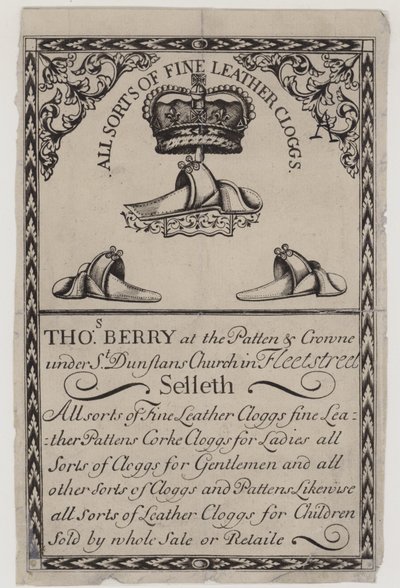 ALL SORTS OF FINE LEATHER CLOGGS.
THO.S BERRY at the Patten & Crowne
under S.t Dunstans Church in Fleetstreet
Selleth
All sorts of Fine Leather Cloggs fine Lea=
=ther Pattens Corke Cloggs for Ladies all
Sorts of Cloggs for Gentlemen and all
other Sorts of Cloggs and Pattens Likewise
all Sorts of Leather Cloggs for Children
Sold by whole Sale or Retaile